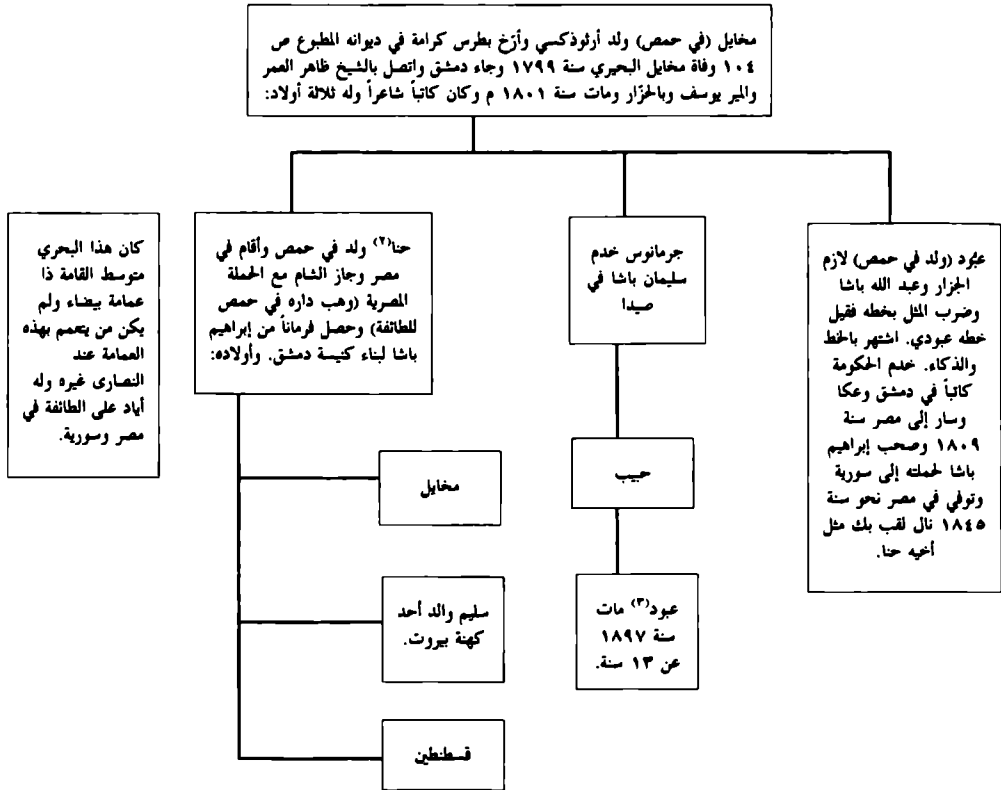 مخايل (في حمص) ولد أرثوذكسي وأرّخ بطرس كرامة في ديوانه المطبوع ص
١٠٤ وفاة مخايل البحيري سنة ١٧٩٩ وجاء دمشق واتصل بالشيخ ظاهر العمر
والمير يوسف وبالجزّار ومات سنة ١٨٠١ م وكان كاتباً شاعراً وله ثلاثة أولاد:
عبّود (ولد في حمص) لازم
الجزار وعبد الله باشا
وضرب المثل بخطه فقيل
خطه عبودي. اشتهر بالخط
والذكاء. خدم الحكومة
كاتباً في دمشق وعكا
وسار إلى مصر سنة
١٨٠٩ وصحب إبراهيم
باشا لحملته إلى سورية
وتوفي في مصر نحو سنة
١٨٤٥ نال لقب بك مثل
أخيه حنا.
جرمانوس خدم
سليمان باشا في
صيدا
حبيب
عبود(٣) مات
سنة ١٨٩٧
عن ١٣ سنة.
حنا(٢) ولد في حمص وأقام في
مصر وجاز الشام مع الحملة
المصرية (وهب داره في حمص
للطائفة) وحصل فرماناً من إبراهيم
باشا لبناء كنيسة دمشق. وأولاده:
مخايل
سليم والد أحد
كهنة بيروت.
قسطنطين
كان هذا البحري
متوسط القامة ذا
عمامة بيضاء ولم
يكن من يتعمم بهذه
العمامة عند
النصارى غيره وله
أياد على الطائفة في
مصر وسورية.